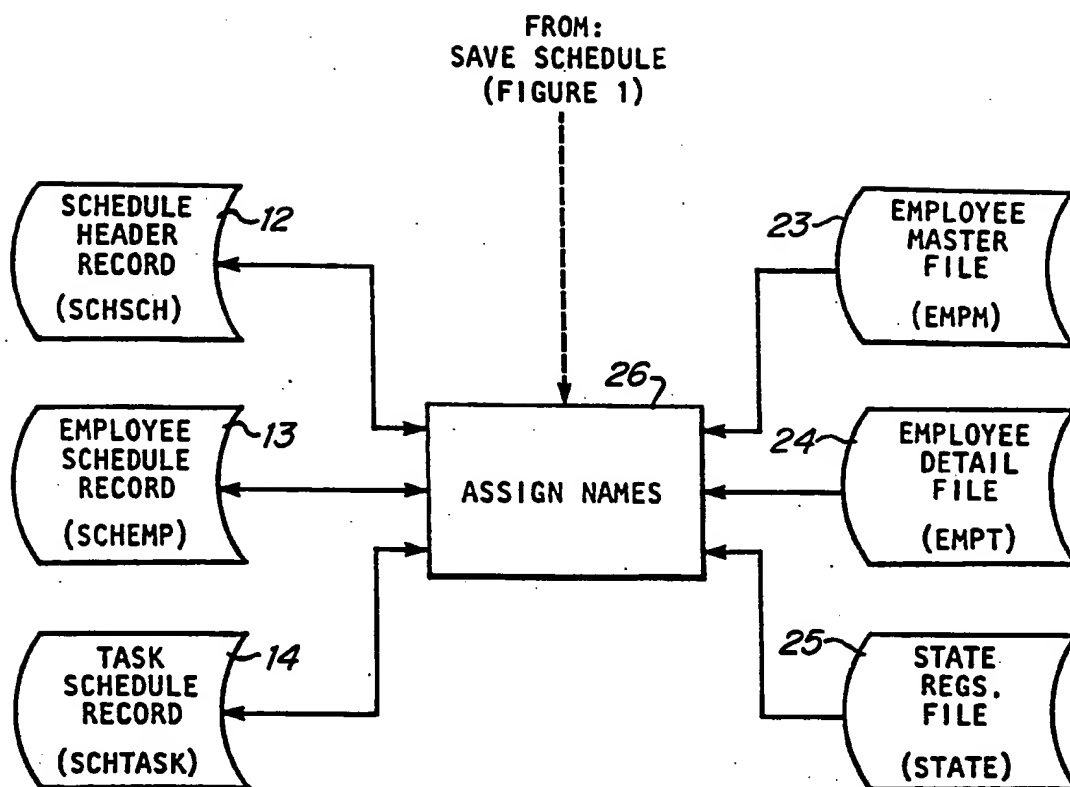 FROM:
SAVE SCHEDULE
(FIGURE 1)
SCHEDULE
HEADER
RECORD
(SCHSCH)
12
EMPLOYEE
SCHEDULE
RECORD
(SCHEMP)
13
TASK
SCHEDULE
RECORD
(SCHTASK)
14
26
ASSIGN NAMES
23
EMPLOYEE
MASTER
FILE
(EMPM)
24
EMPLOYEE
DETAIL
FILE
(EMPT)
25
STATE
REGS.
FILE
(STATE)